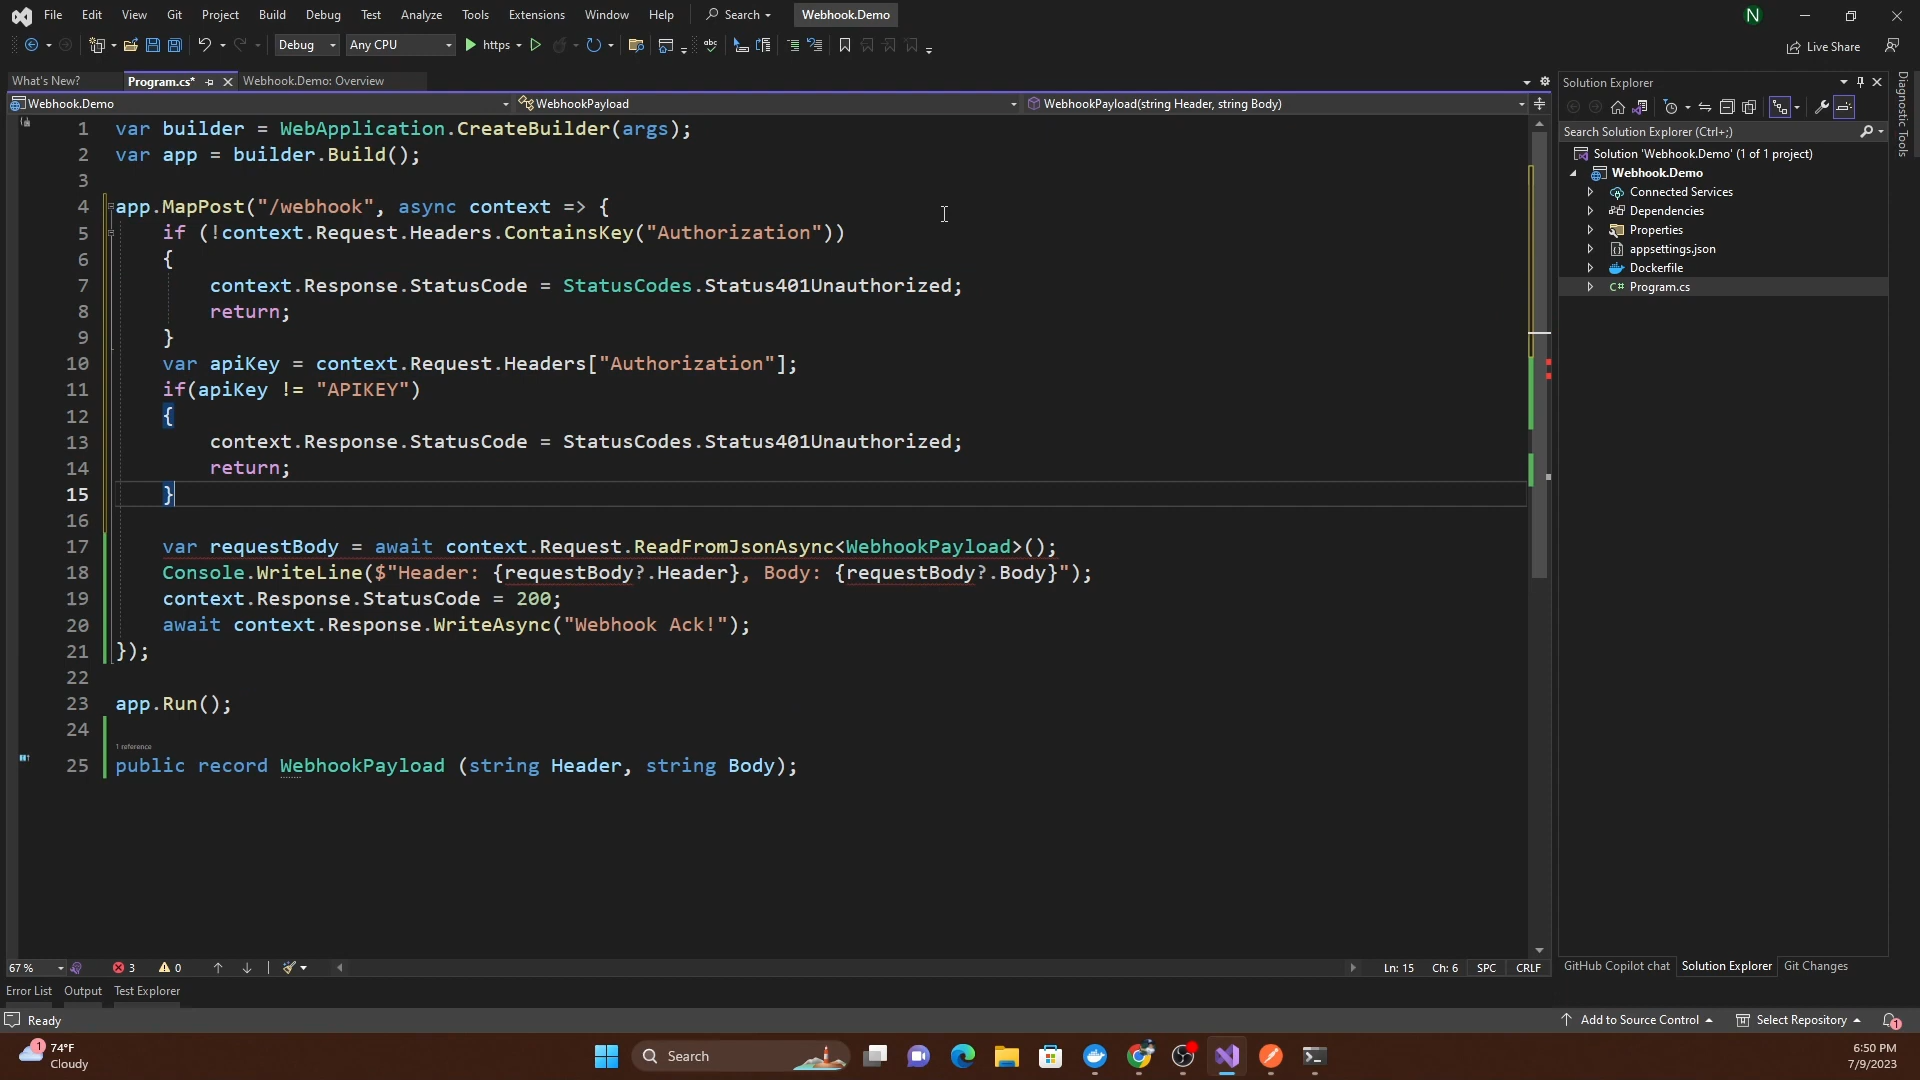 File Edit View Git Project Build Debug Test Analyze Tools Extensions Window Help Search Webhook.Demo N
Debug Any CPU https Live Share
What's New? Program.cs* Webhook.Demo: Overview
Webhook.Demo WebhookPayload WebhookPayload(string Header, string Body)
1 var builder = WebApplication.CreateBuilder(args);
2 var app = builder.Build();
3
4 app.MapPost("/webhook", async context => {
5 if (!context.Request.Headers.ContainsKey("Authorization"))
6 {
7 context.Response.StatusCode = StatusCodes.Status401Unauthorized;
8 return;
9 }
10 var apiKey = context.Request.Headers["Authorization"];
11 if(apiKey != "APIKEY")
12 {
13 context.Response.StatusCode = StatusCodes.Status401Unauthorized;
14 return;
15 }
16
17 var requestBody = await context.Request.ReadFromJsonAsync<WebhookPayload>();
18 Console.WriteLine($"Header: {requestBody?.Header}, Body: {requestBody?.Body}");
19 context.Response.StatusCode = 200;
20 await context.Response.WriteAsync("Webhook Ack!");
21 });
22
23 app.Run();
24
1 reference
25 public record WebhookPayload (string Header, string Body);
67 % 3 0 Ln: 15 Ch: 6 SPC CRLF
Error List Output Test Explorer
Solution Explorer
Search Solution Explorer (Ctrl+;)
Solution 'Webhook.Demo' (1 of 1 project)
Webhook.Demo
Connected Services
Dependencies
Properties
appsettings.json
Dockerfile
C# Program.cs
GitHub Copilot chat Solution Explorer Git Changes
Diagnostic Tools
Ready Add to Source Control Select Repository 1
1 74°F
Cloudy
Search
6:50 PM
7/9/2023